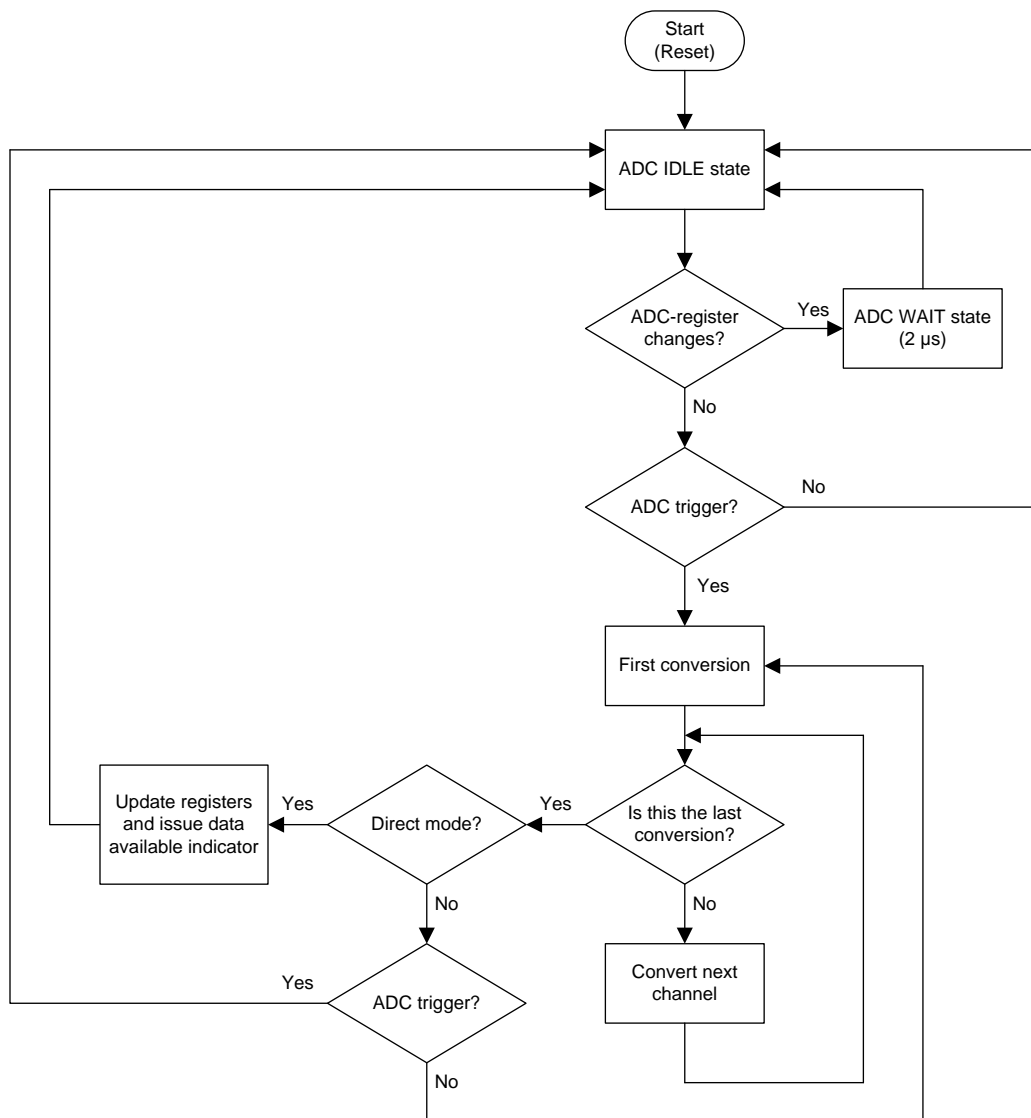 Start
(Reset)
ADC IDLE state
ADC-register
changes?
Yes
ADC WAIT state
(2 µs)
No
ADC trigger?
No
Yes
First conversion
Is this the last
conversion?
Yes
Direct mode?
Yes
Update registers
and issue data
available indicator
No
No
Convert next
channel
ADC trigger?
Yes
No